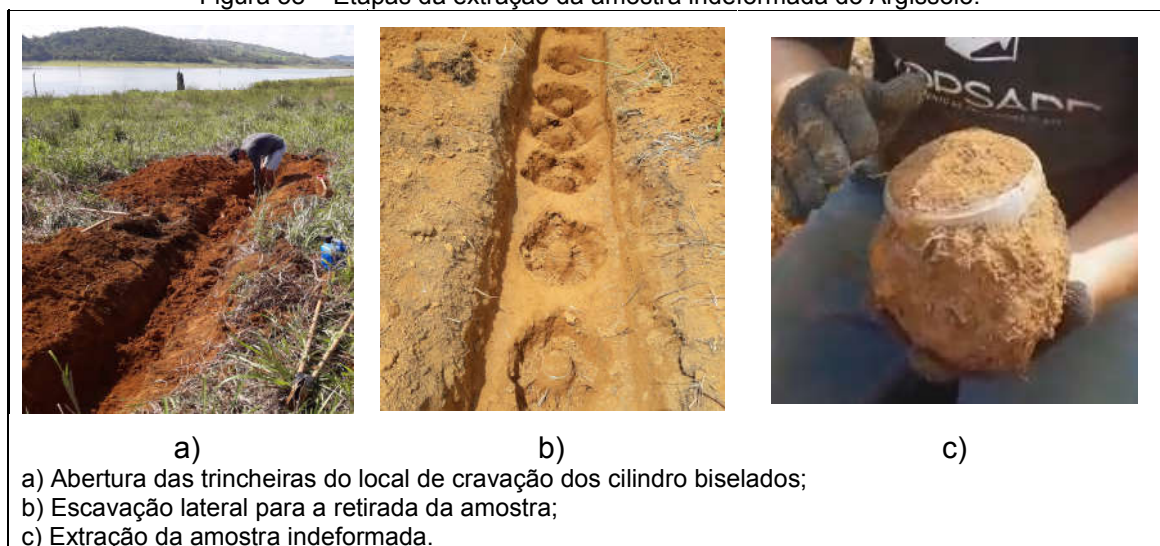 a)
b)
c)
a) Abertura das trincheiras do local de cravação dos cilindro biselados;
b) Escavação lateral para a retirada da amostra;
c) Extração da amostra indeformada.